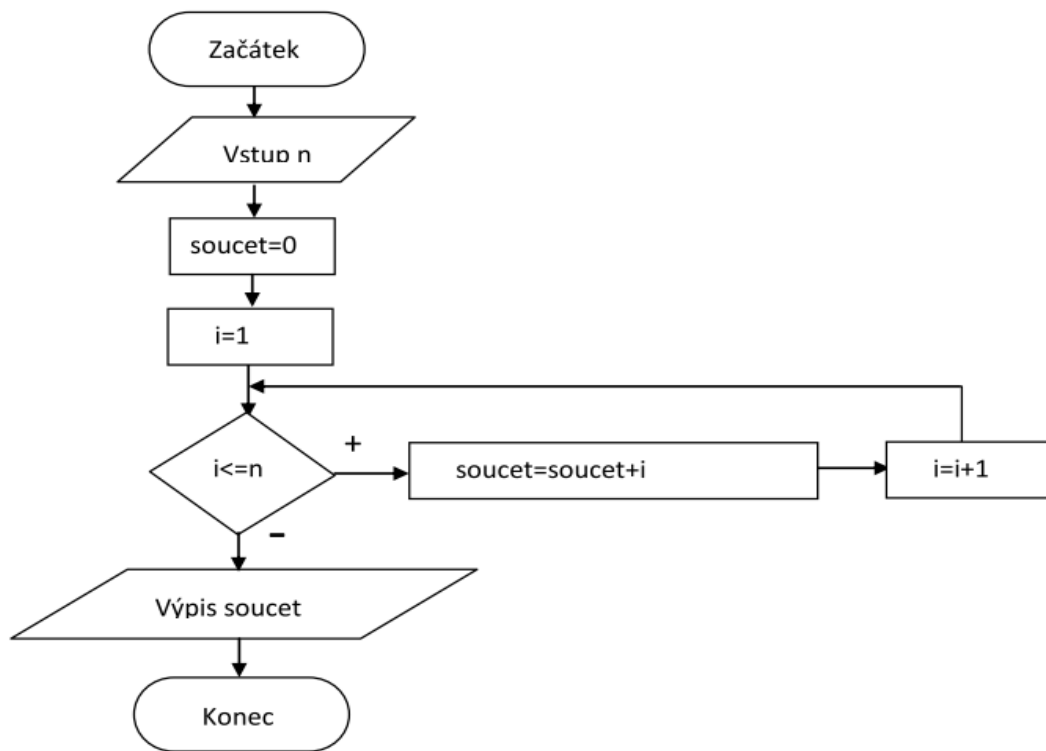 Začátek
Vstup n
soucet=0
i=1
i<=n
+
soucet=soucet+i
i=i+1
-
Výpis soucet
Konec